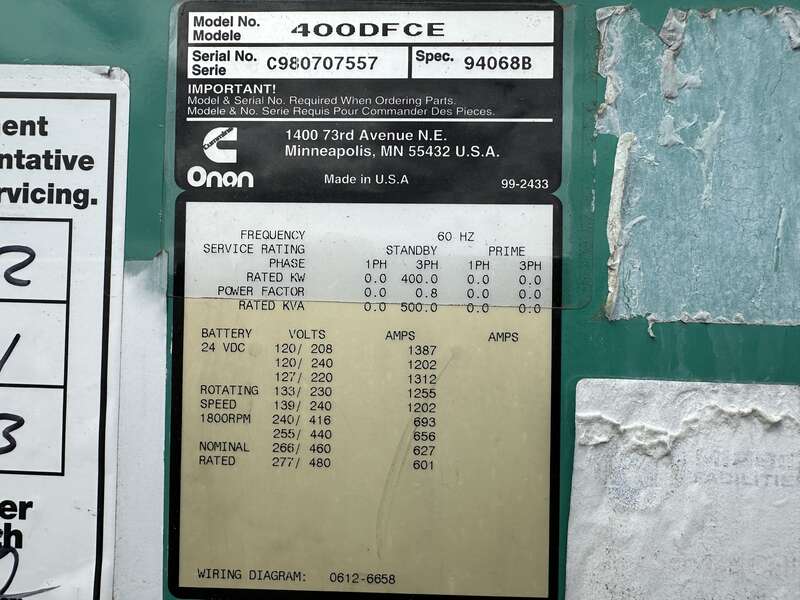 Model No.
Modele
400DFCE
Serial No.
Serie
C980707557
Spec.
94068B
IMPORTANT!
Model & Serial No. Required When Ordering Parts.
Modele & No. Serie Requis Pour Commander Des Pieces.
Cummins
Onan
1400 73rd Avenue N.E.
Minneapolis, MN 55432 U.S.A.
Made in U.S.A
99-2433
FREQUENCY 60 HZ
SERVICE RATING STANDBY PRIME
PHASE 1PH 3PH 1PH 3PH
RATED KW 0.0 400.0 0.0 0.0
POWER FACTOR 0.0 0.8 0.0 0.0
RATED KVA 0.0 500.0 0.0 0.0
BATTERY VOLTS AMPS AMPS
24 VDC 120/ 208 1387
120/ 240 1202
127/ 220 1312
ROTATING 133/ 230 1255
SPEED 139/ 240 1202
1800RPM 240/ 416 693
255/ 440 656
NOMINAL 266/ 460 627
RATED 277/ 480 601
WIRING DIAGRAM: 0612-6658
ent
ntative
rvicing.
2
1
3
er
h
FACILITIE